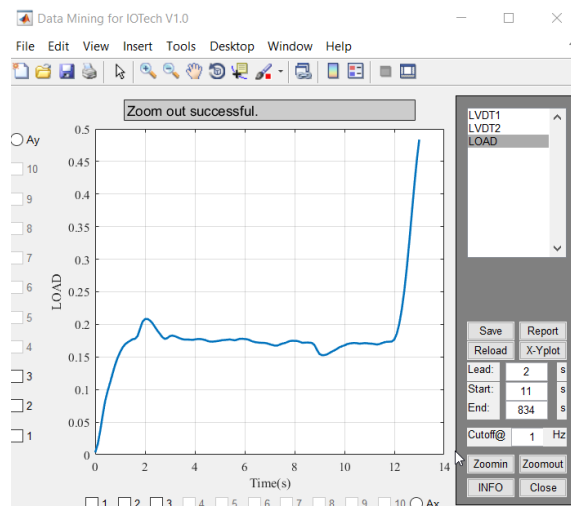 Data Mining for IOTech V1.0
File Edit View Insert Tools Desktop Window Help
Zoom out successful.
Ay
10
9
8
7
6
5
4
3
2
1
0.5
0.45
0.4
0.35
0.3
0.25
0.2
0.15
0.1
0.05
0
LOAD
0 2 4 6 8 10 12 14
Time(s)
1 2 3 4 5 6 7 8 9 10 Ax
LVDT1
LVDT2
LOAD
Save Report
Reload X-Yplot
Lead: 2 s
Start: 11 s
End: 834 s
Cutoff@ 1 Hz
Zoomin Zoomout
INFO Close